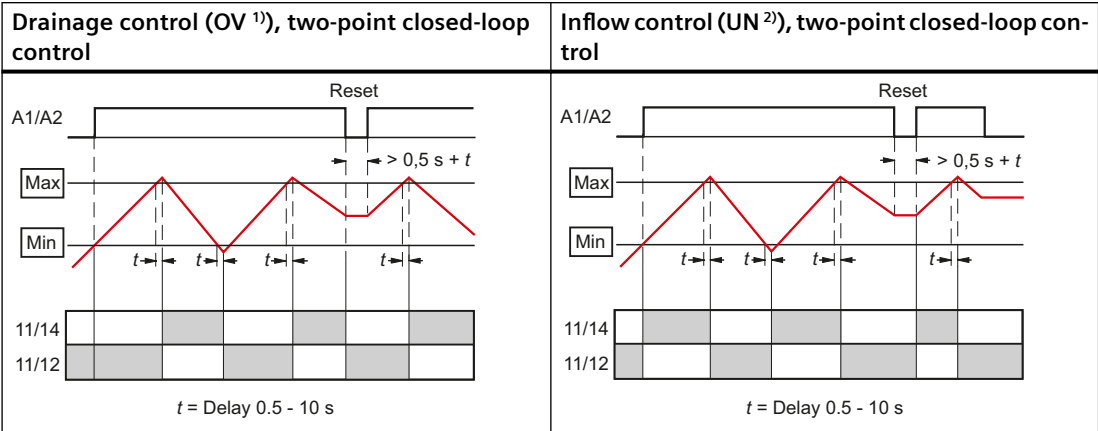 Drainage control (OV 1)), two-point closed-loop
control
Reset
A1/A2
> 0,5 s + t
Max
Min
t
t
t
t
11/14
11/12
t = Delay 0.5 - 10 s
Inflow control (UN 2)), two-point closed-loop con-
trol
Reset
A1/A2
> 0,5 s + t
Max
Min
t
t
t
t
11/14
11/12
t = Delay 0.5 - 10 s